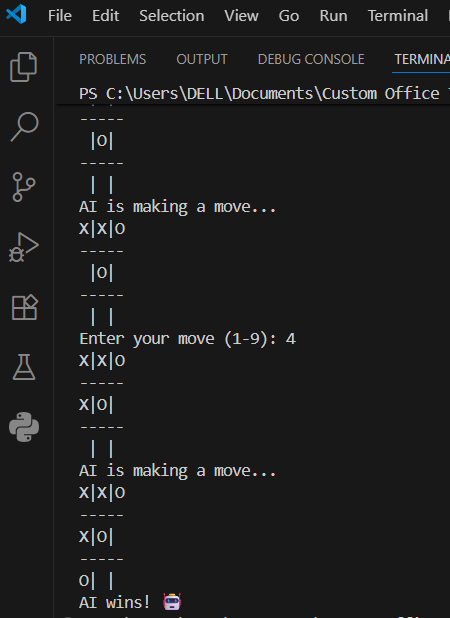 File Edit Selection View Go Run Terminal
PROBLEMS OUTPUT DEBUG CONSOLE TERMINA
PS C:\Users\DELL\Documents\Custom Office
-----
 |O|
-----
 | |
AI is making a move...
X|X|O
-----
 |O|
-----
 | |
Enter your move (1-9): 4
X|X|O
-----
X|O|
-----
 | |
AI is making a move...
X|X|O
-----
X|O|
-----
O| |
AI wins! 🤖